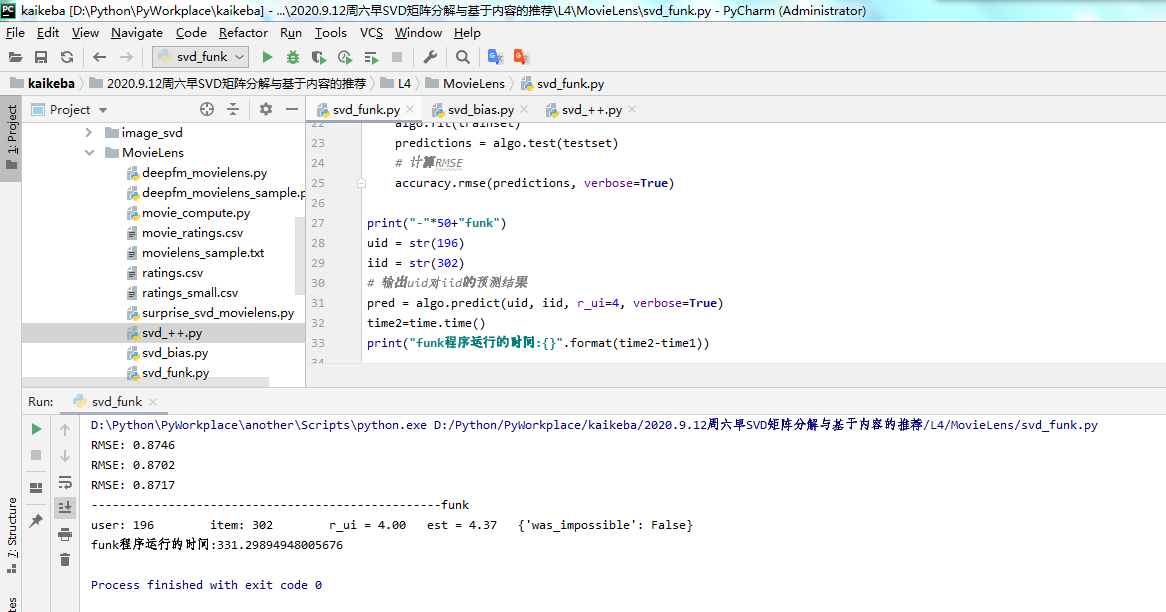 kaikeba [D:\Python\PyWorkplace\kaikeba] - ...\2020.9.12周六早SVD矩阵分解与基于内容的推荐\L4\MovieLens\svd_funk.py - PyCharm (Administrator)
File Edit View Navigate Code Refactor Run Tools VCS Window Help
svd_funk
kaikeba 2020.9.12周六早SVD矩阵分解与基于内容的推荐 L4 MovieLens svd_funk.py
1: Project
Project
svd_funk.py svd_bias.py svd_++.py
image_svd
MovieLens
deepfm_movielens.py
deepfm_movielens_sample.p
movie_compute.py
movie_ratings.csv
movielens_sample.txt
ratings.csv
ratings_small.csv
surprise_svd_movielens.py
svd_++.py
svd_bias.py
svd_funk.py
22 algo.fit(trainset)
23 predictions = algo.test(testset)
24 # 计算RMSE
25 accuracy.rmse(predictions, verbose=True)
26
27 print("-"*50+"funk")
28 uid = str(196)
29 iid = str(302)
30 # 输出uid对iid的预测结果
31 pred = algo.predict(uid, iid, r_ui=4, verbose=True)
32 time2=time.time()
33 print("funk程序运行的时间:{}".format(time2-time1))
34
Run: svd_funk
7: Structure
D:\Python\PyWorkplace\another\Scripts\python.exe D:/Python/PyWorkplace/kaikeba/2020.9.12周六早SVD矩阵分解与基于内容的推荐/L4/MovieLens/svd_funk.py
RMSE: 0.8746
RMSE: 0.8702
RMSE: 0.8717
--------------------------------------------------funk
user: 196 item: 302 r_ui = 4.00 est = 4.37 {'was_impossible': False}
funk程序运行的时间:331.29894948005676
Process finished with exit code 0